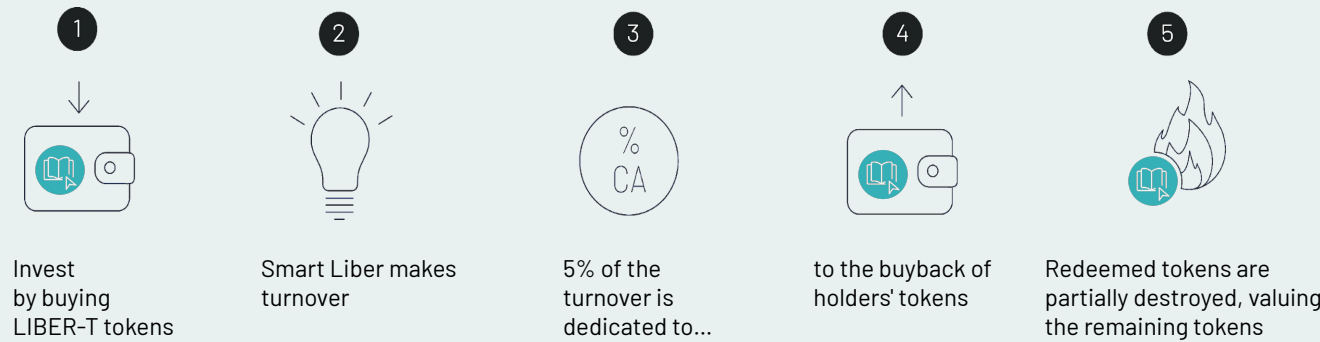 1
2
3
4
5
%
CA
Invest
by buying
LIBER-T tokens
Smart Liber makes
turnover
5% of the
turnover is
dedicated to...
to the buyback of
holders' tokens
Redeemed tokens are
partially destroyed, valuing
the remaining tokens